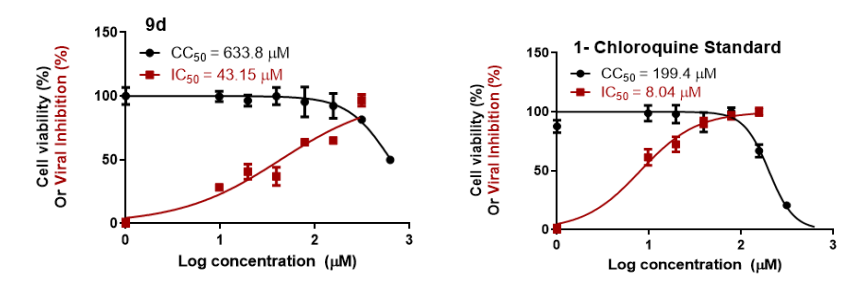 9d
CC50 = 633.8 μM
IC50 = 43.15 μM
Cell viability (%)
Or Viral Inhibition (%)
150
100
50
0
0
1
2
3
Log concentration (μM)
1- Chloroquine Standard
CC50 = 199.4 μM
IC50 = 8.04 μM
Cell viability (%)
Or Viral Inhibition (%)
150
100
50
0
0
1
2
3
Log concentration (μM)